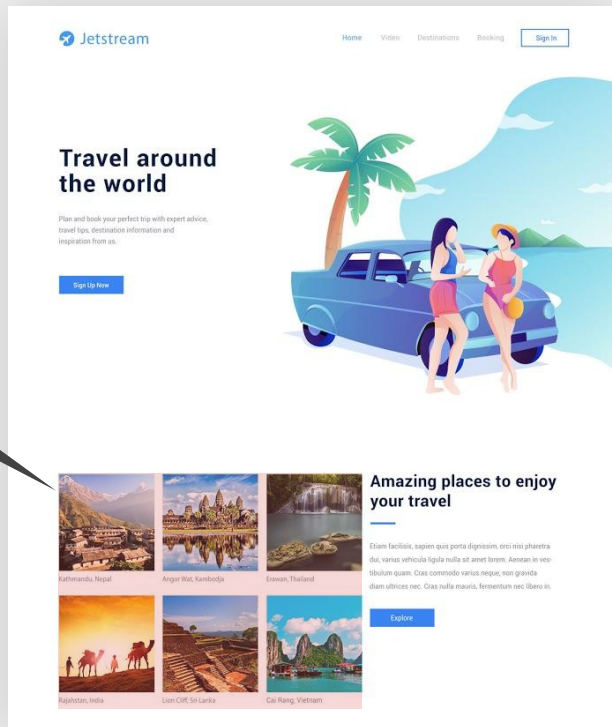 Jetstream
Home Video Destinations Booking Sign In
Travel around
the world
Plan and book your perfect trip with expert advice,
travel tips, destination information and
inspiration from us.
Sign Up Now
Amazing places to enjoy
your travel
Etiam facilisis, sapien quis porta dignissim, orci nisi pharetra
dui, varius vehicula ligula nulla sit amet lorem. Aenean in ves-
tibulum quam. Cras commodo varius neque, non gravida
diam ultrices nec. Cras nulla mauris, fermentum nec libero in.
Explore
Kathmandu, Nepal
Angor Wat, Kambodja
Erawan, Thailand
Rajahstan, India
Lion Cliff, Sri Lanka
Cai Rang, Vietnam